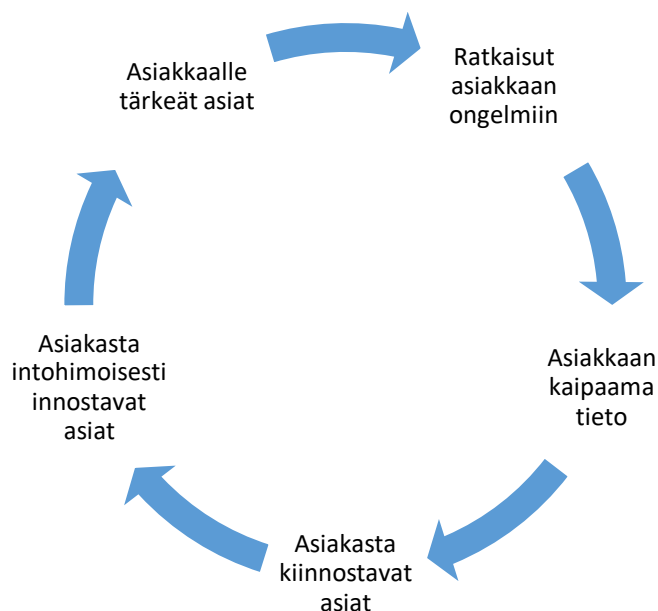 Asiakkaalle
tärkeät asiat
Ratkaisut
asiakkaan
ongelmiin
Asiakkaan
kaipaama
tieto
Asiakasta
kiinnostavat
asiat
Asiakasta
intohimoisesti
innostavat
asiat